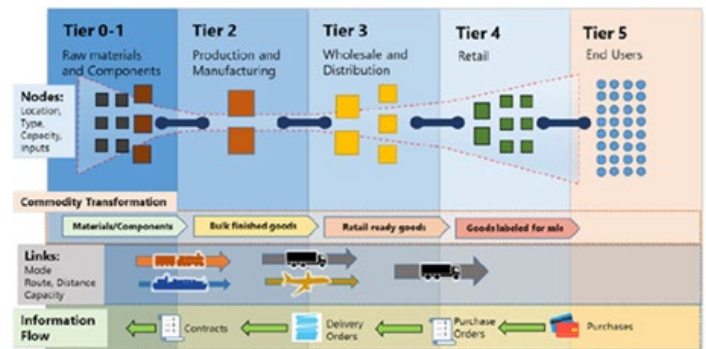 Tier 0-1
Raw materials
and Components
Tier 2
Production and
Manufacturing
Tier 3
Wholesale and
Distribution
Tier 4
Retail
Tier 5
End Users
Nodes:
Location,
Type,
Capacity,
Inputs
Commodity Transformation
Materials/Components
Bulk finished goods
Retail ready goods
Goods labeled for sale
Links:
Mode
Route, Distance
Capacity
Information
Flow
Contracts
Delivery
Orders
Purchase
Orders
Purchases